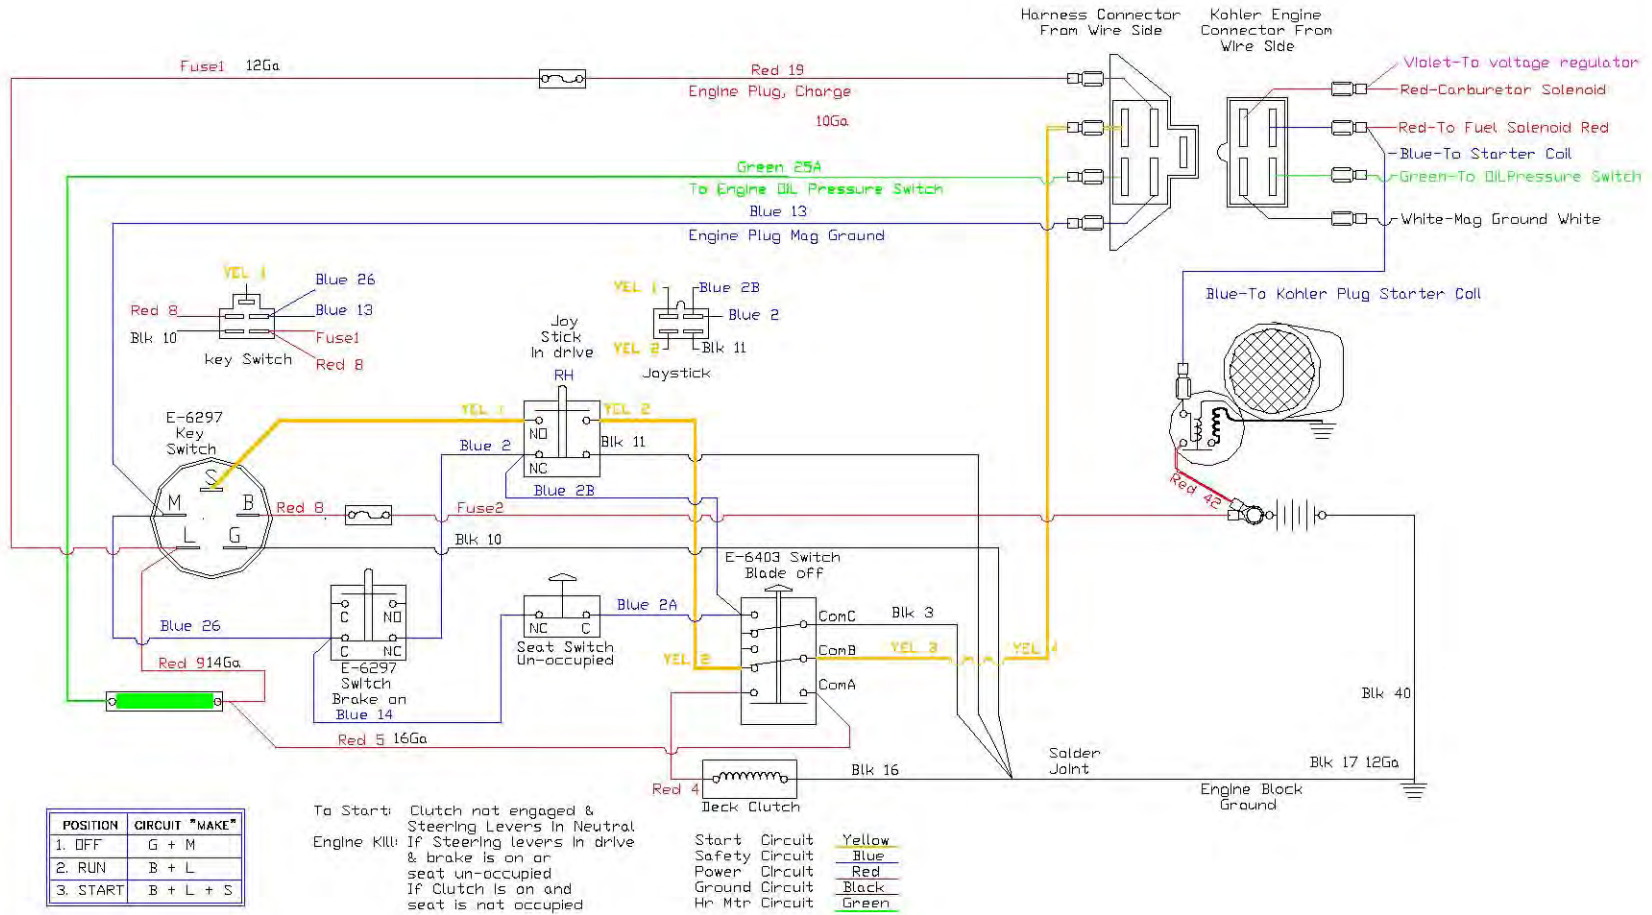 Harness Connector
From Wire Side
Kohler Engine
Connector From
Wire Side
Fuse1 12Ga
Red 19
Engine Plug, Charge
10Ga
Violet-To voltage regulator
Red-Carburetor Solenoid
Red-To Fuel Solenoid Red
Blue-To Starter Coil
Green-To OILPressure Switch
White-Mag Ground White
Green 25A
To Engine OIL Pressure Switch
Blue 13
Engine Plug Mag Ground
YEL 1
Blue 26
Red 8
Blue 13
Blk 10
Fuse1
key Switch
Red 8
YEL 1
Blue 2B
Blue 2
YEL 2
Blk 11
Joystick
Blue-To Kohler Plug Starter Coil
Joy
Stick
In drive
RH
E-6297
Key
Switch
YEL 1
YEL 2
NO
Blue 2
Blk 11
NC
Blue 2B
S
M
B
L
G
Red 8
Fuse2
Red 42
Blk 10
E-6403 Switch
Blade off
C
NO
C
NC
Blue 26
E-6297
Switch
Brake on
Blue 14
NC
C
Seat Switch
Un-occupied
Blue 2A
ComC
Blk 3
YEL 2
ComB
YEL 3
YEL 4
ComA
Red 914Ga
Red 5 16Ga
Blk 40
Solder
Joint
Blk 17 12Ga
Blk 16
Red 4
Deck Clutch
Engine Block
Ground
POSITION CIRCUIT "MAKE"
1. OFF G + M
2. RUN B + L
3. START B + L + S
To Start: Clutch not engaged &
Steering Levers In Neutral
Engine Kill: If Steering levers in drive
& brake is on or
seat un-occupied
If Clutch is on and
seat is not occupied
Start Circuit Yellow
Safety Circuit Blue
Power Circuit Red
Ground Circuit Black
Hr Mtr Circuit Green